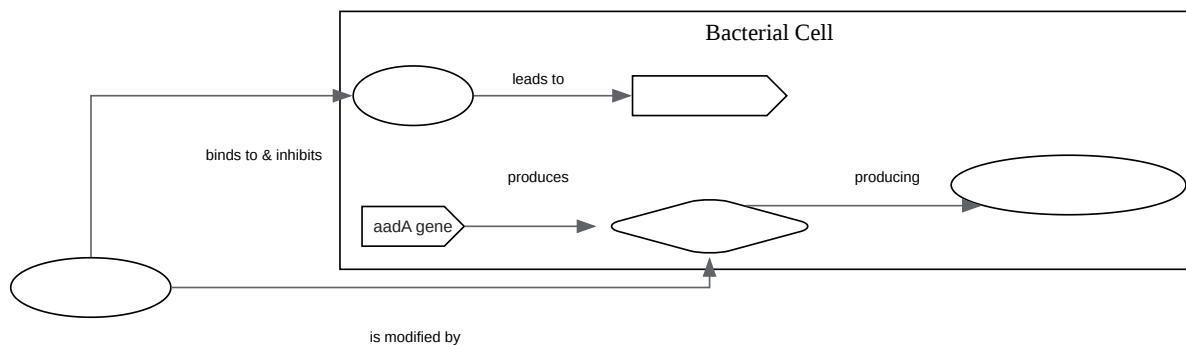 Bacterial Cell
leads to
binds to & inhibits
produces
producing
aadA gene
is modified by